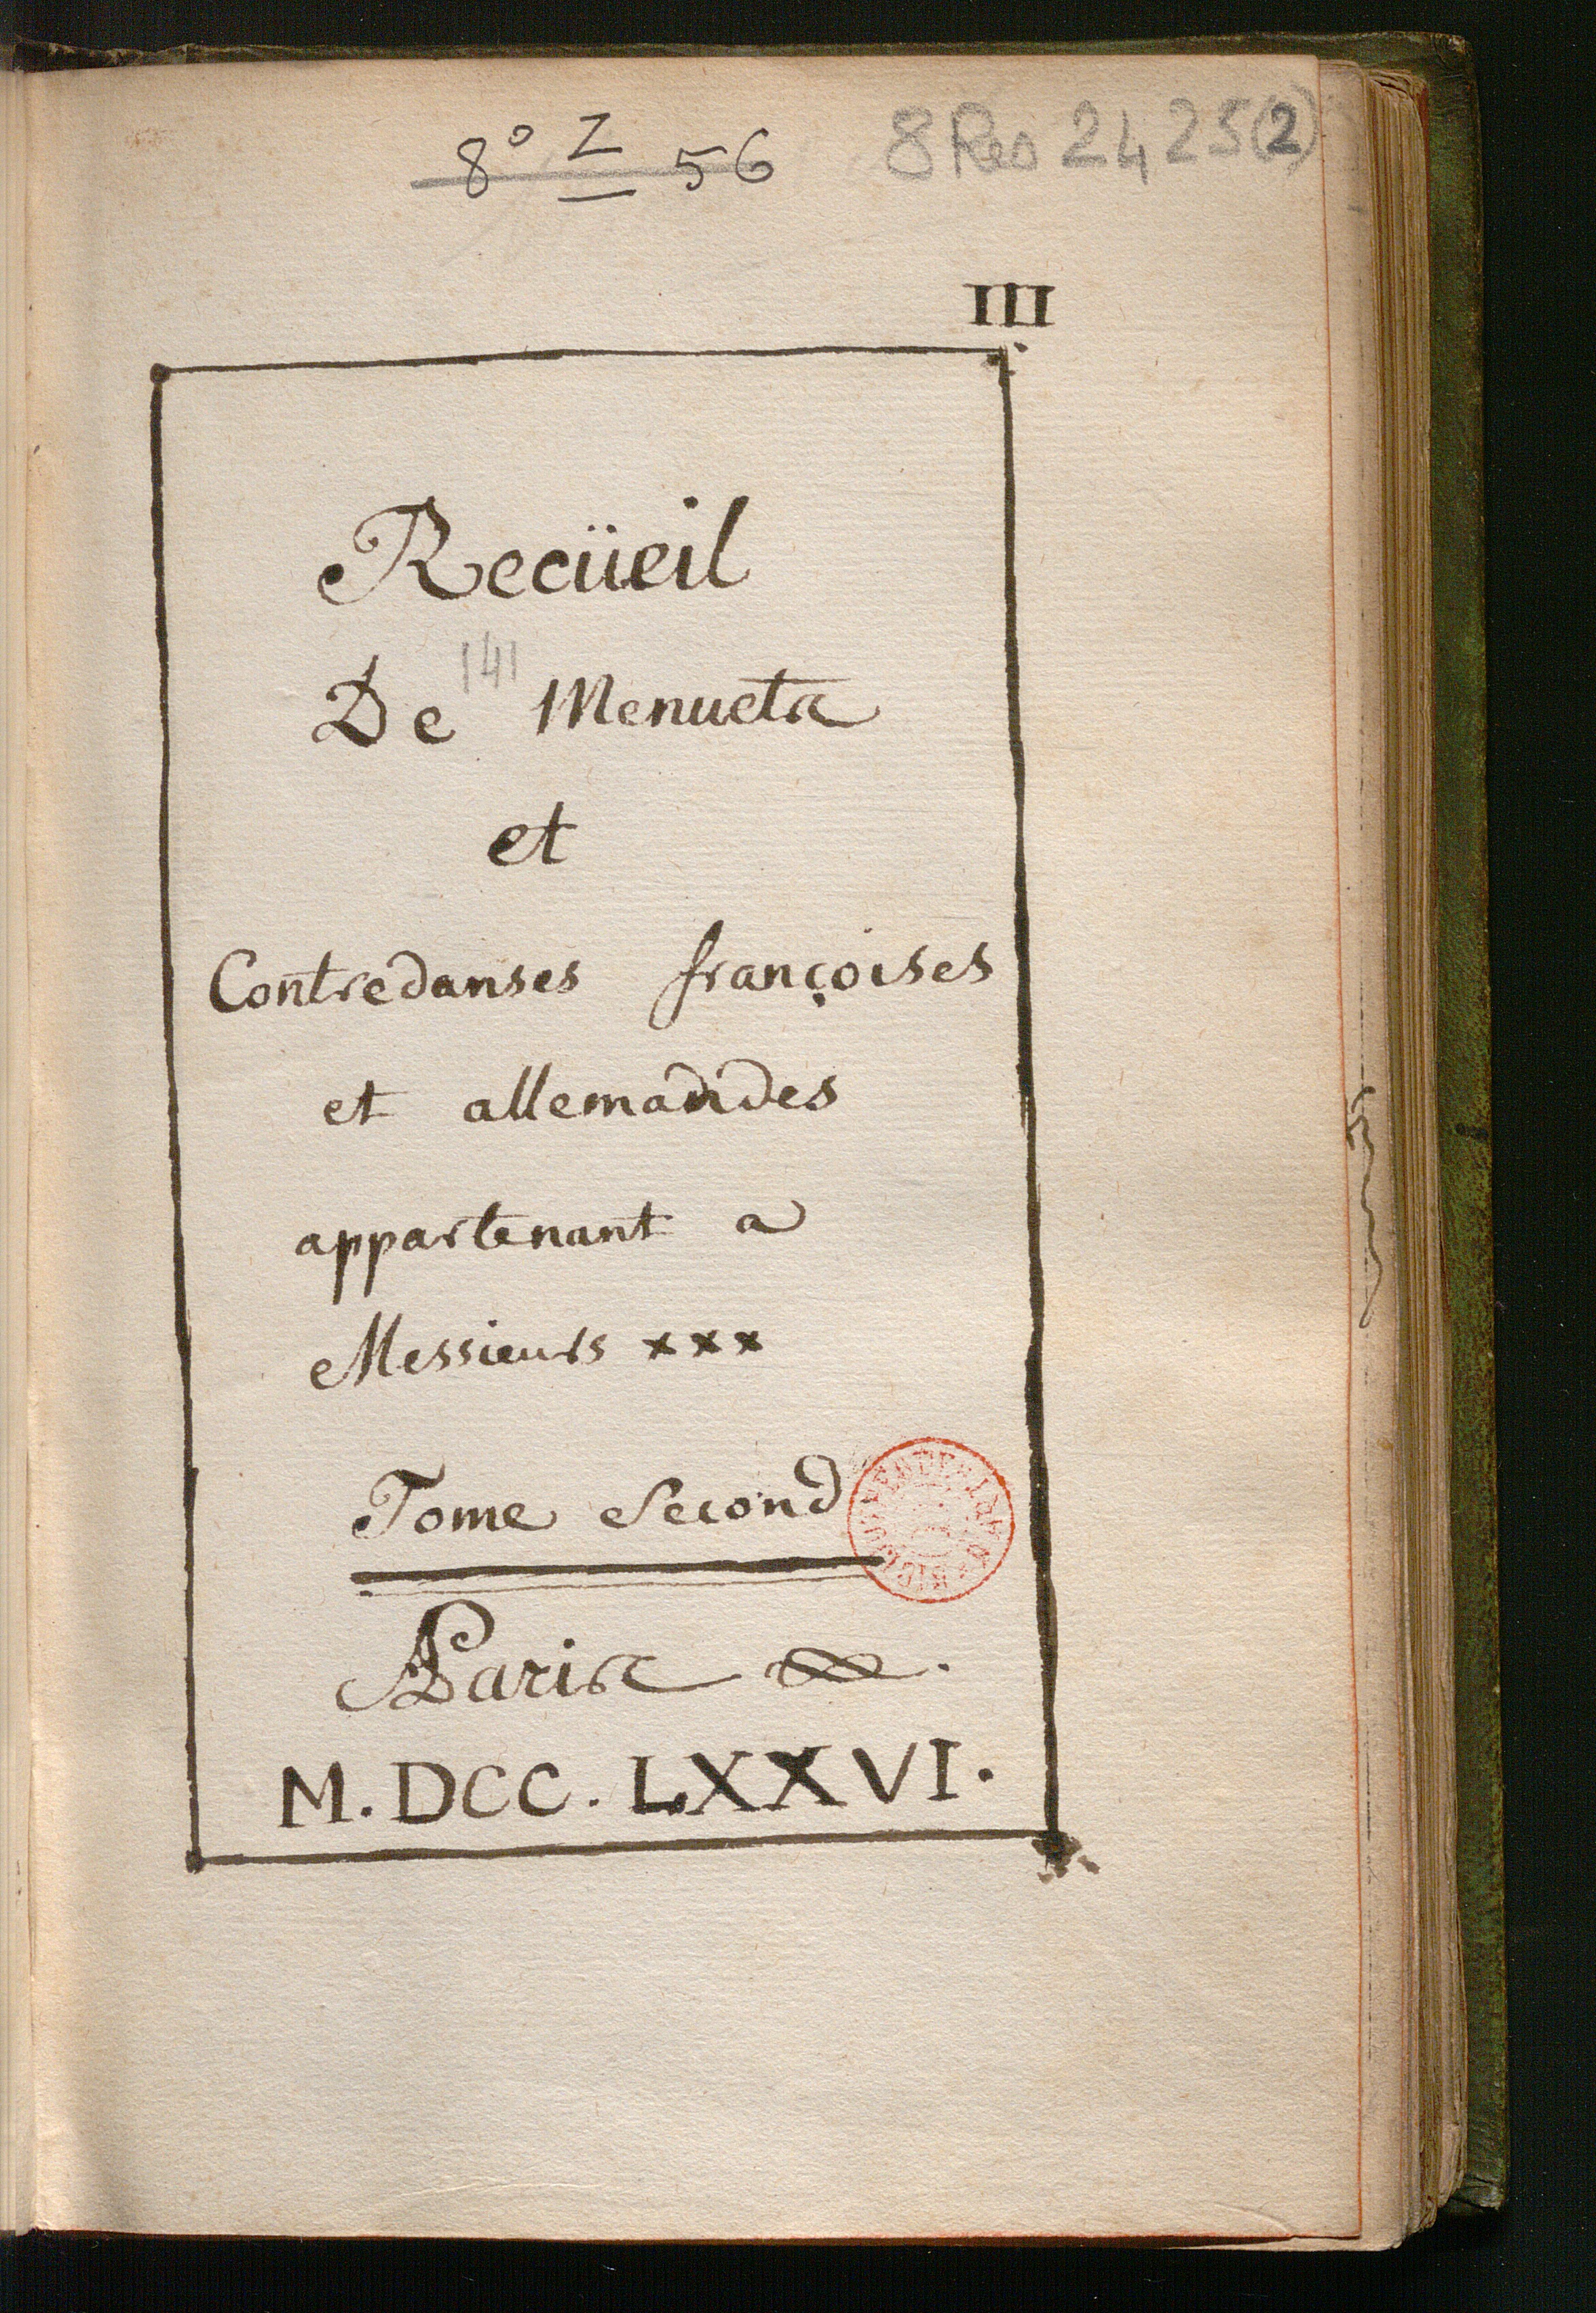 8° Z 56
8 Res 2425 (2)
III
Recüeil
De 141 Menuets
et
Contredanses françoises
et allemandes
appartenant a
Messieurs xxx
Tome Second
A Paris
M. DCC. LXXVI.